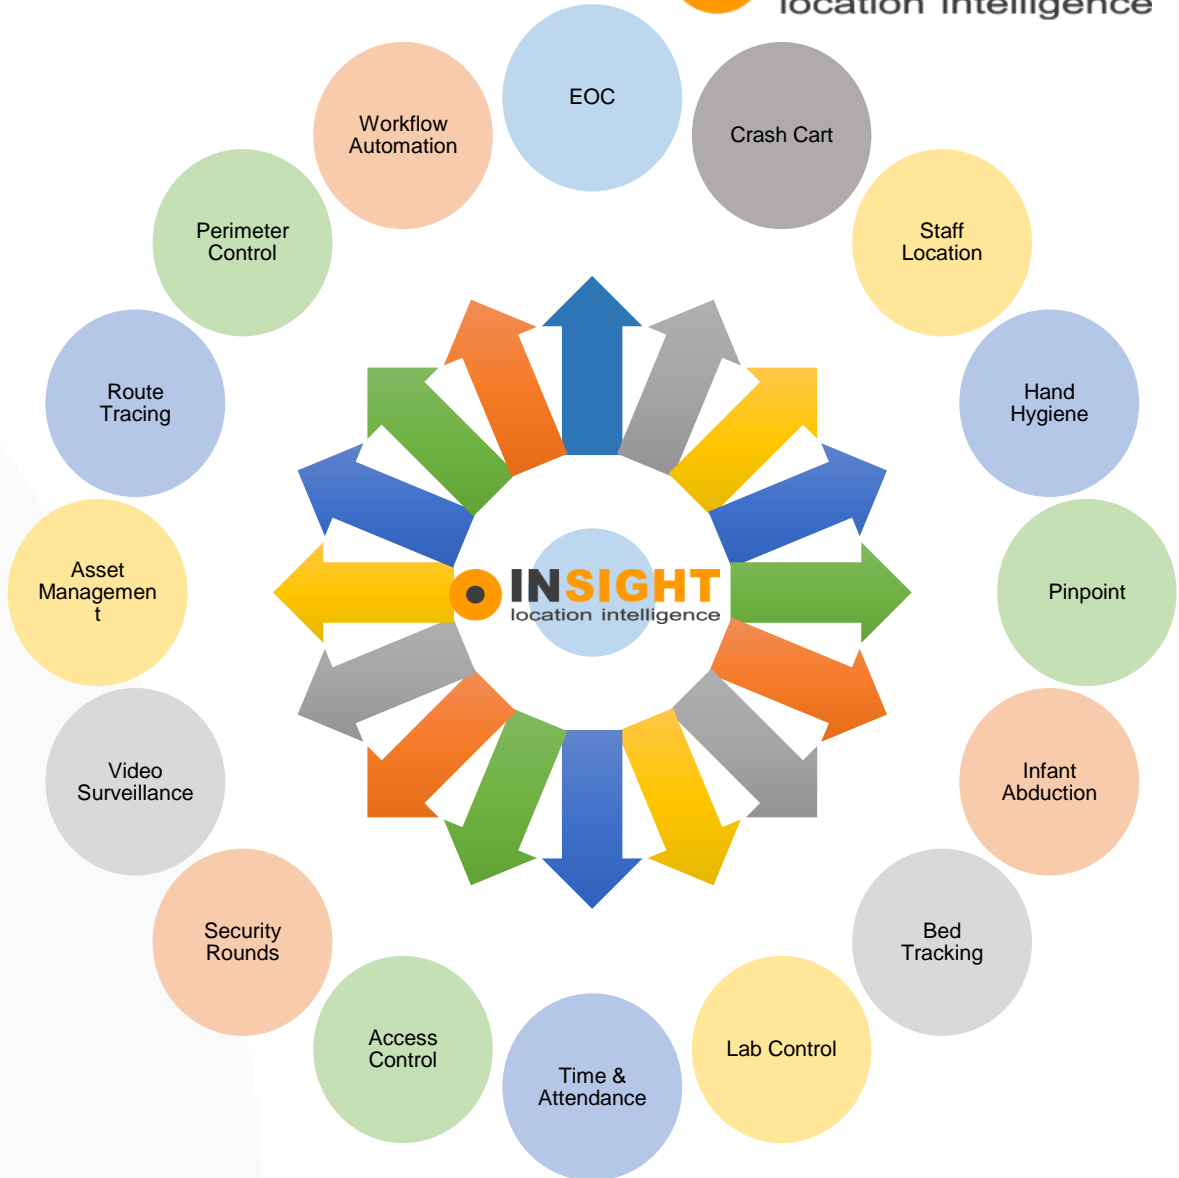 location intelligence
EOC
Workflow
Automation
Crash Cart
Perimeter
Control
Staff
Location
Route
Tracing
Hand
Hygiene
Asset
Managemen
t
INSIGHT
location intelligence
Pinpoint
Video
Surveillance
Infant
Abduction
Security
Rounds
Bed
Tracking
Access
Control
Lab Control
Time &
Attendance